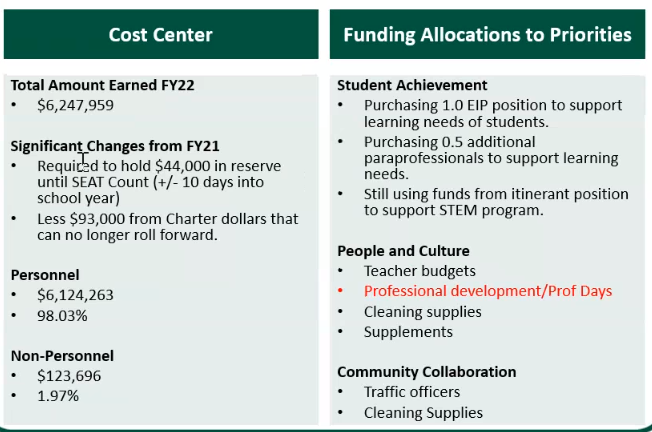 Cost Center
Total Amount Earned FY22
• $6,247,959
Significant Changes from FY21
• Required to hold $44,000 in reserve
until SEAT Count (+/- 10 days into
school year)
• Less $93,000 from Charter dollars that
can no longer roll forward.
Personnel
• $6,124,263
• 98.03%
Non-Personnel
• $123,696
• 1.97%
Funding Allocations to Priorities
Student Achievement
• Purchasing 1.0 EIP position to support
learning needs of students.
• Purchasing 0.5 additional
paraprofessionals to support learning
needs.
• Still using funds from itinerant position
to support STEM program.
People and Culture
• Teacher budgets
• Professional development/Prof Days
• Cleaning supplies
• Supplements
Community Collaboration
• Traffic officers
• Cleaning Supplies